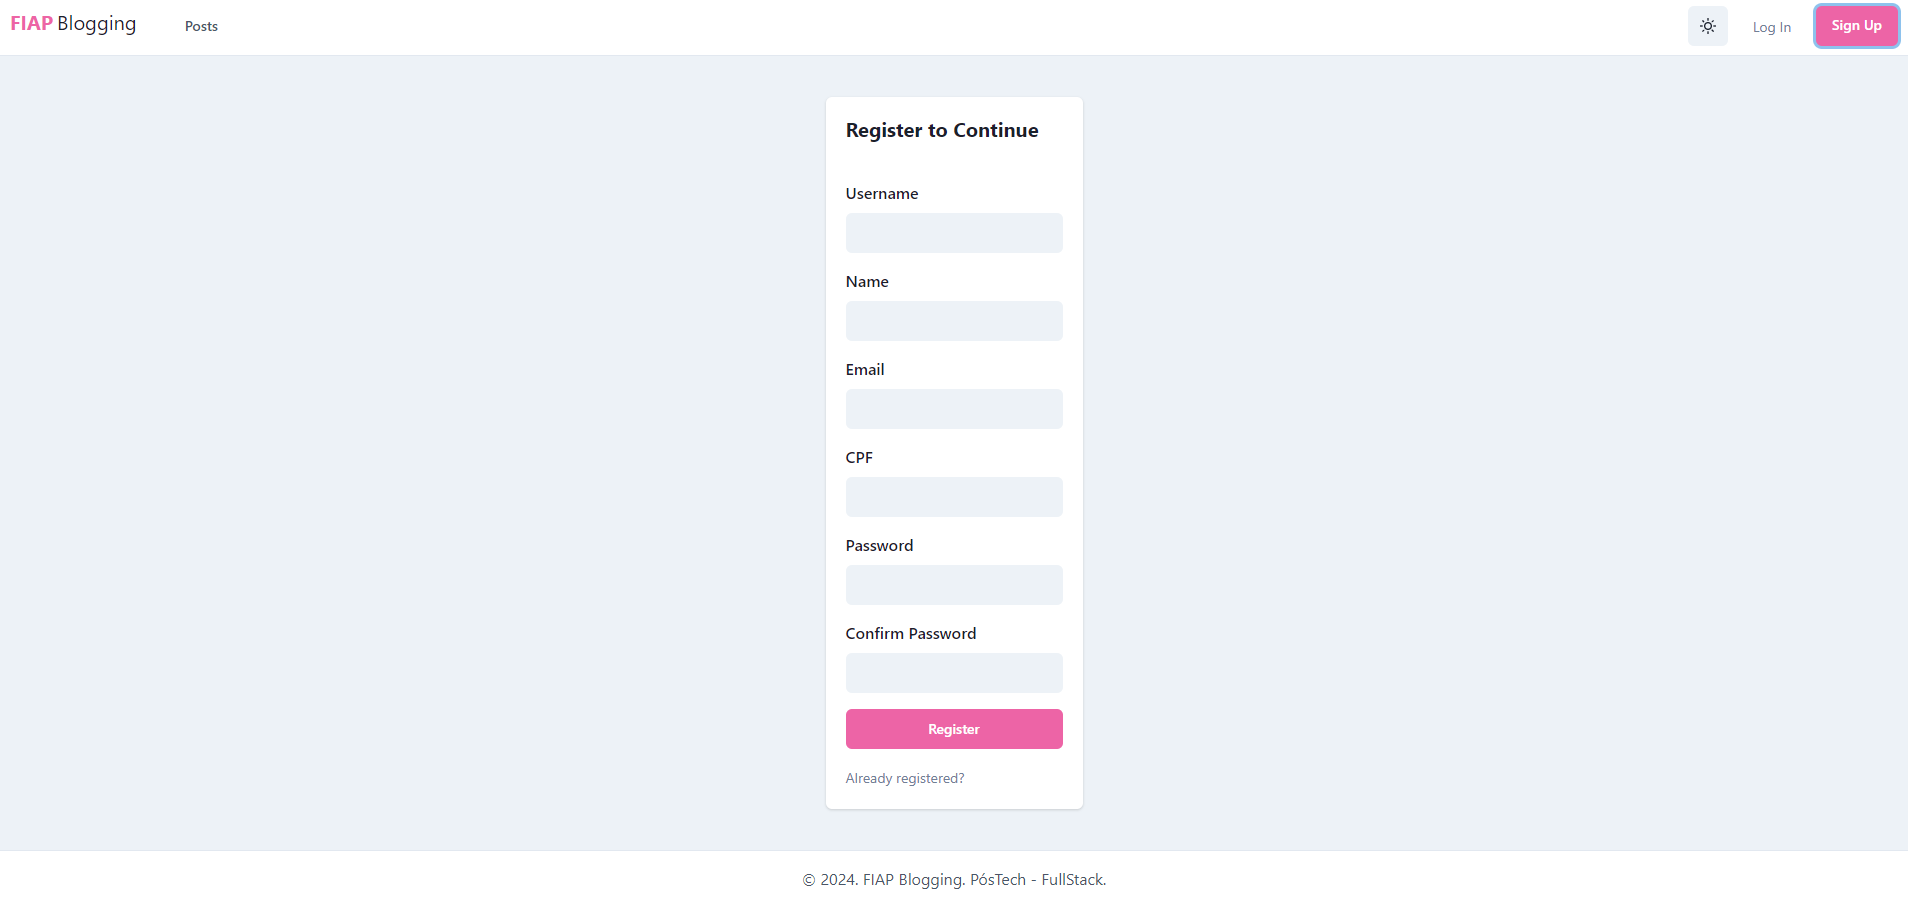 FIAP Blogging
Posts
Log In
Sign Up
Register to Continue
Username
Name
Email
CPF
Password
Confirm Password
Register
Already registered?
© 2024. FIAP Blogging. PósTech - FullStack.